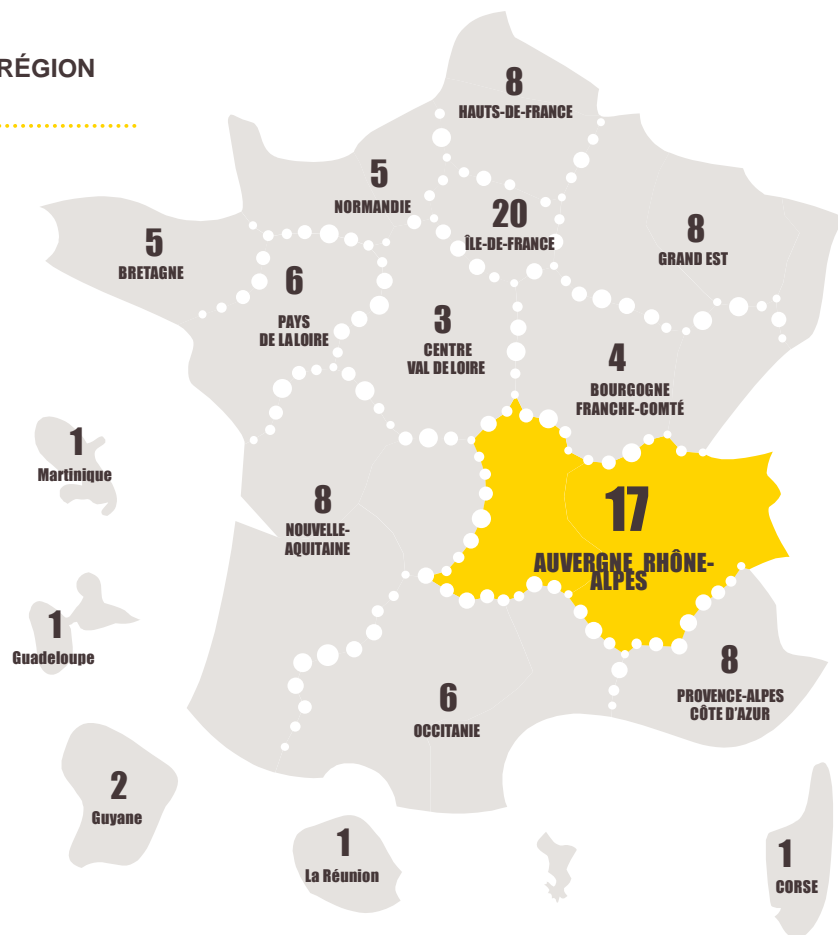 RÉGION
8
HAUTS-DE-FRANCE
5
NORMANDIE
20
ÎLE-DE-FRANCE
8
GRAND EST
5
BRETAGNE
6
PAYS
DE LA LOIRE
3
CENTRE
VAL DE LOIRE
4
BOURGOGNE
FRANCHE-COMTÉ
1
Martinique
8
NOUVELLE-
AQUITAINE
17
AUVERGNE RHÔNE-
ALPES
1
Guadeloupe
6
OCCITANIE
8
PROVENCE-ALPES
CÔTE D'AZUR
2
Guyane
1
La Réunion
1
CORSE